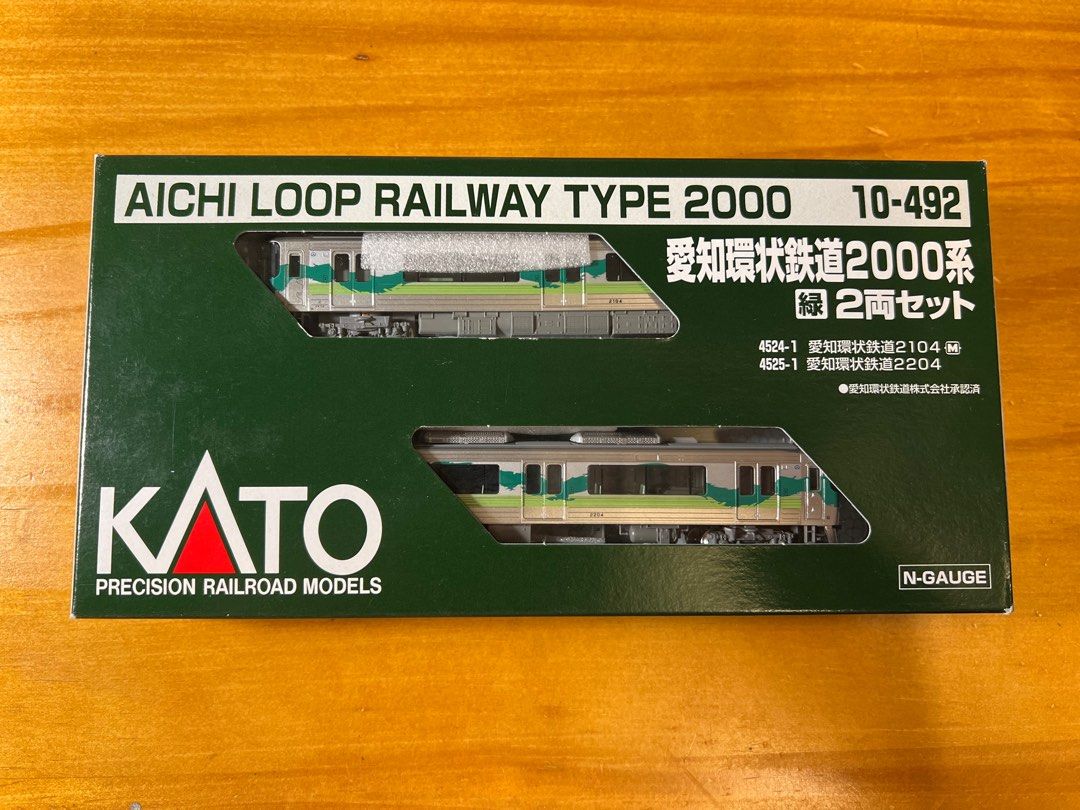 AICHI LOOP RAILWAY TYPE 2000 10-492
愛知環状鉄道2000系
緑 2両セット
4524-1 愛知環状鉄道2104 M
4525-1 愛知環状鉄道2204
●愛知環状鉄道株式会社承認済
2104
2204
KATO
PRECISION RAILROAD MODELS
N-GAUGE